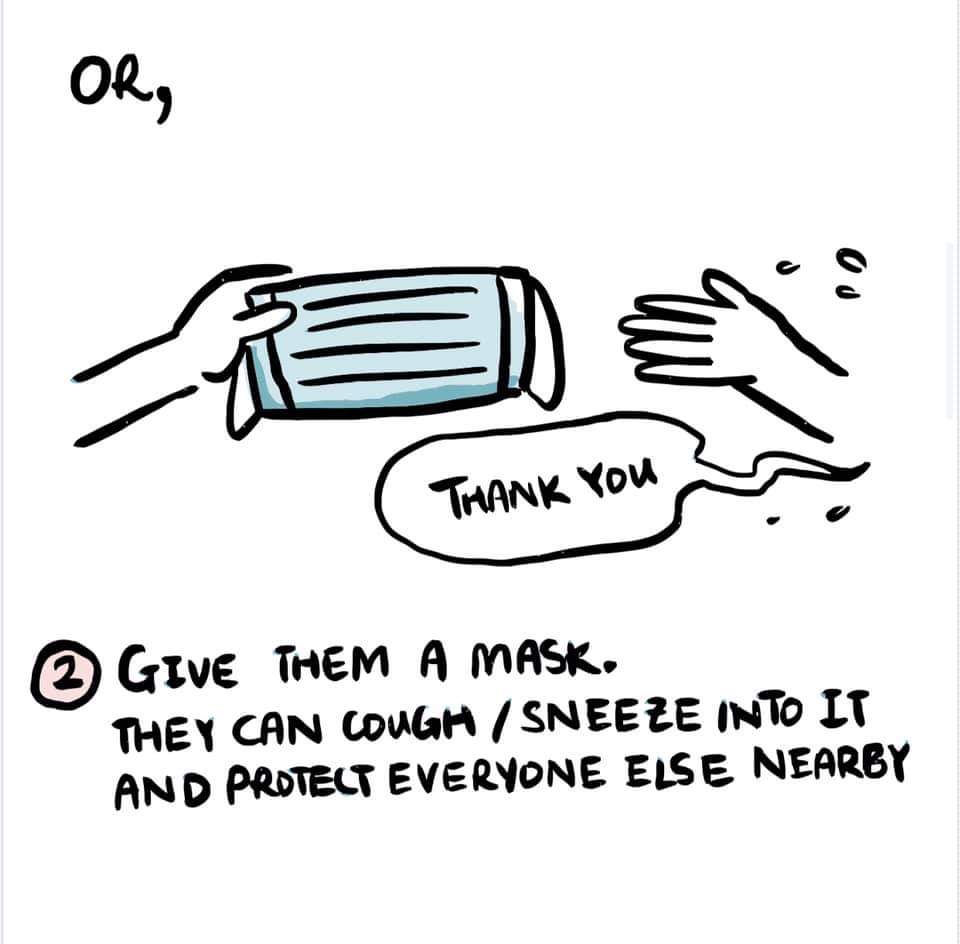 OR,
THANK YOU
2 GIVE THEM A MASK.
THEY CAN COUGH / SNEEZE INTO IT
AND PROTECT EVERYONE ELSE NEARBY